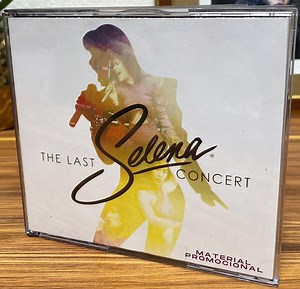 THE LAST Selena® CONCERT
MATERIAL
PROMOCIONAL